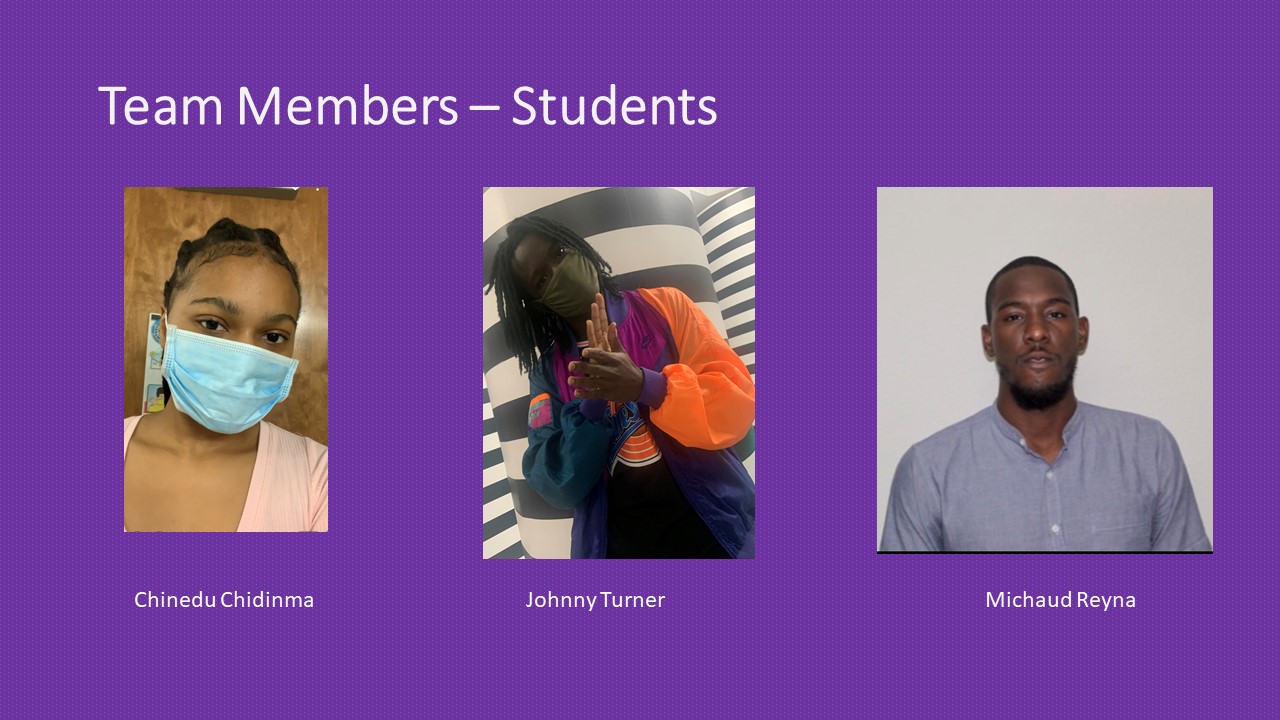 Team Members – Students
Chinedu Chidinma
Johnny Turner
Michaud Reyna